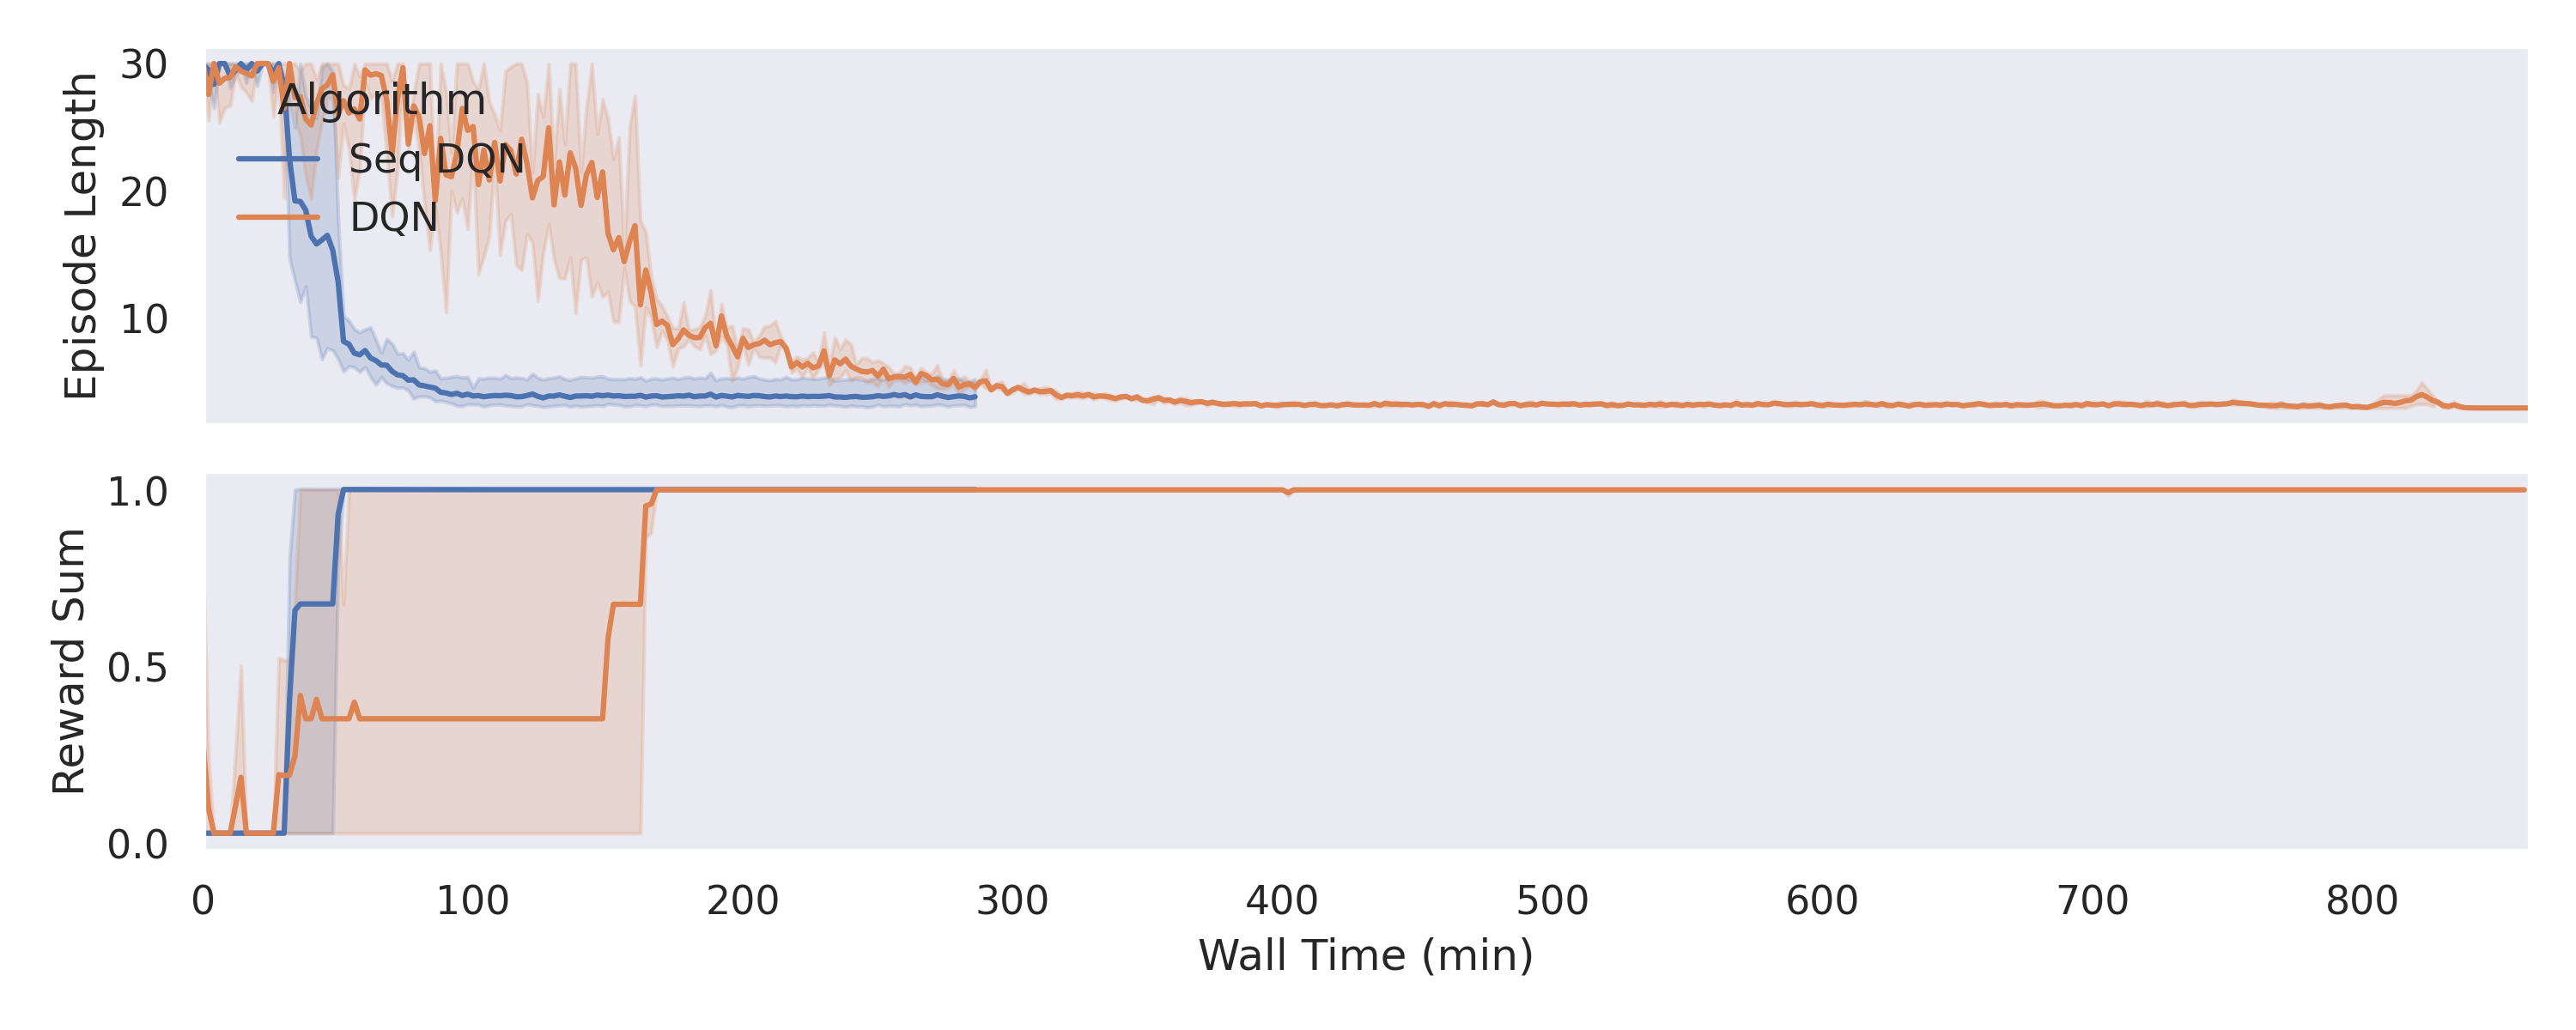 30
20
10
Episode Length
Algorithm
Seq DQN
DQN
1.0
0.5
0.0
Reward Sum
0 100 200 300 400 500 600 700 800
Wall Time (min)